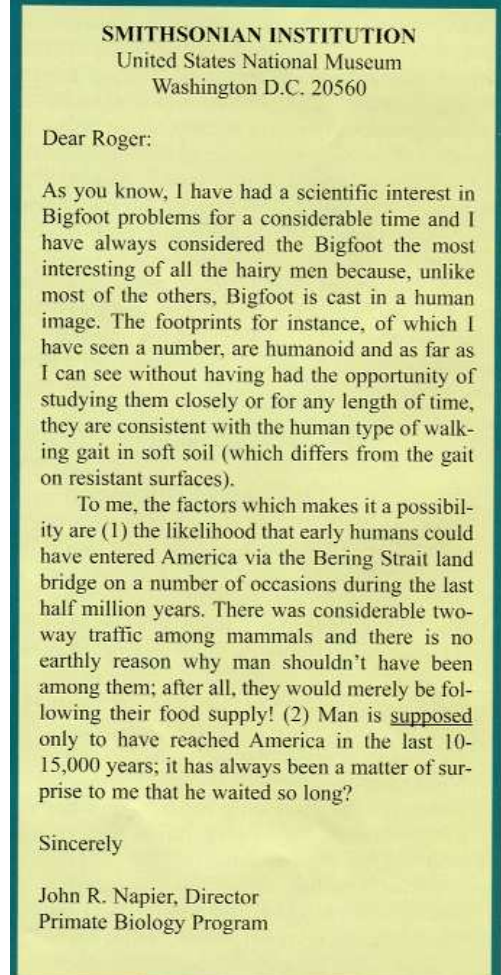 SMITHSONIAN INSTITUTION
United States National Museum
Washington D.C. 20560
Dear Roger:
As you know, I have had a scientific interest in
Bigfoot problems for a considerable time and I
have always considered the Bigfoot the most
interesting of all the hairy men because, unlike
most of the others, Bigfoot is cast in a human
image. The footprints for instance, of which I
have seen a number, are humanoid and as far as
I can see without having had the opportunity of
studying them closely or for any length of time,
they are consistent with the human type of walk-
ing gait in soft soil (which differs from the gait
on resistant surfaces).
To me, the factors which makes it a possibil-
ity are (1) the likelihood that early humans could
have entered America via the Bering Strait land
bridge on a number of occasions during the last
half million years. There was considerable two-
way traffic among mammals and there is no
earthly reason why man shouldn't have been
among them; after all, they would merely be fol-
lowing their food supply! (2) Man is supposed
only to have reached America in the last 10-
15,000 years; it has always been a matter of sur-
prise to me that he waited so long?
Sincerely
John R. Napier, Director
Primate Biology Program